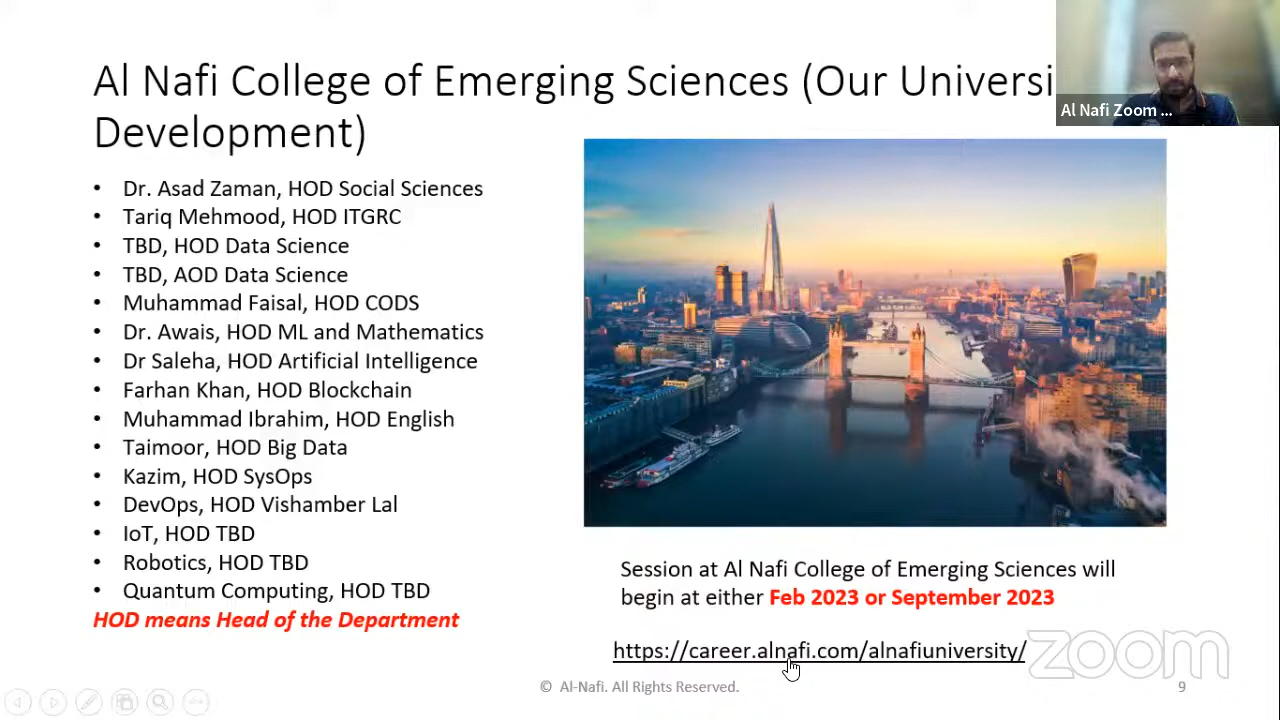 Al Nafi College of Emerging Sciences (Our Universi
Development)
Al Nafi Zoom ...
• Dr. Asad Zaman, HOD Social Sciences
• Tariq Mehmood, HOD ITGRC
• TBD, HOD Data Science
• TBD, AOD Data Science
• Muhammad Faisal, HOD CODS
• Dr. Awais, HOD ML and Mathematics
• Dr Saleha, HOD Artificial Intelligence
• Farhan Khan, HOD Blockchain
• Muhammad Ibrahim, HOD English
• Taimoor, HOD Big Data
• Kazim, HOD SysOps
• DevOps, HOD Vishamber Lal
• IoT, HOD TBD
• Robotics, HOD TBD
• Quantum Computing, HOD TBD
HOD means Head of the Department
Session at Al Nafi College of Emerging Sciences will
begin at either Feb 2023 or September 2023
https://career.alnafi.com/alnafiuniversity/
zoom
© Al-Nafi. All Rights Reserved.
9